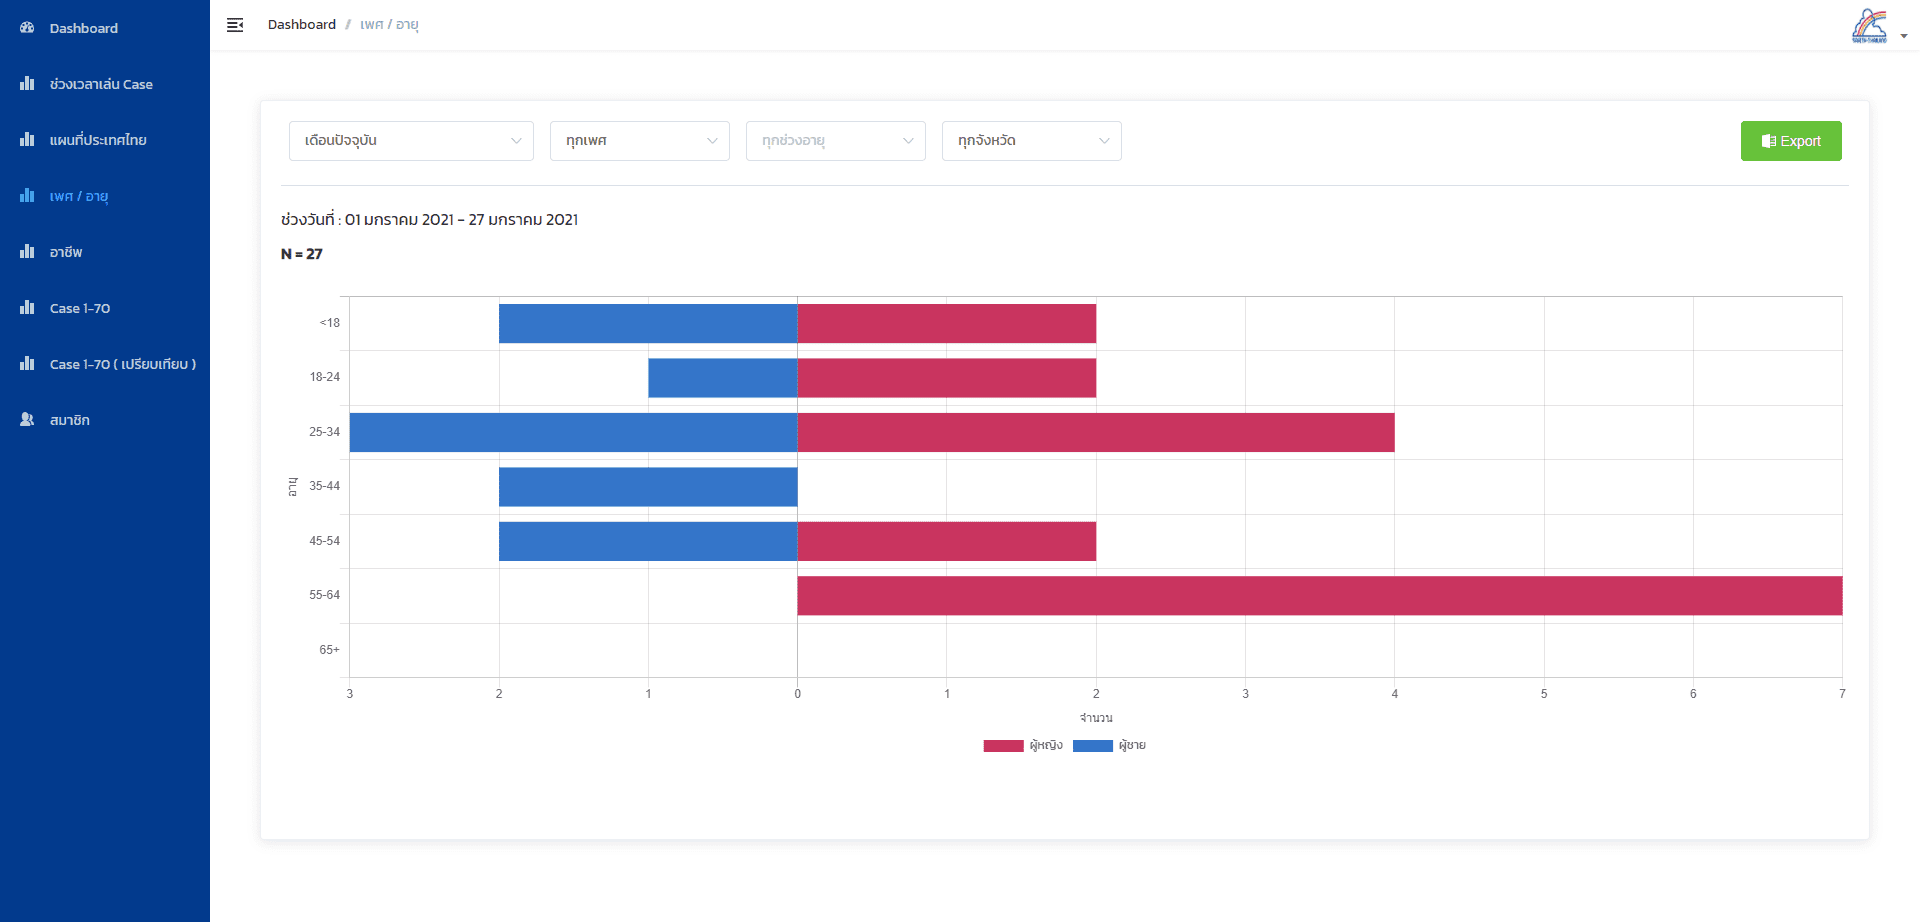 Dashboard
ช่วงเวลาเล่น Case
แผนที่ประเทศไทย
เพศ / อายุ
อาชีพ
Case 1-70
Case 1-70 ( เปรียบเทียบ )
สมาชิก
Dashboard / เพศ / อายุ
เดือนปัจจุบัน ทุกเพศ ทุกช่วงอายุ ทุกจังหวัด Export
ช่วงวันที่ : 01 มกราคม 2021 - 27 มกราคม 2021
N = 27
<18
18-24
25-34
35-44
45-54
55-64
65+
อายุ
3 2 1 0 1 2 3 4 5 6 7
จำนวน
ผู้หญิง ผู้ชาย